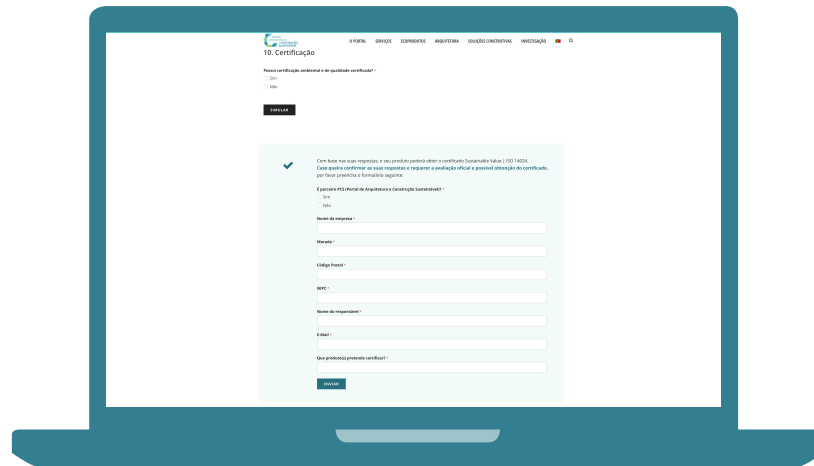 construção
sustentável
O PORTAL SERVIÇOS ECOPRODUTOS ARQUITETURA SOLUÇÕES CONSTRUTIVAS INVESTIGAÇÃO
10. Certificação
Possui certificação ambiental e de qualidade certificada? *
Sim
Não
SIMULAR
Com base nas suas respostas, o seu produto poderá obter o certificado Sustainable Value | ISO 14024.
Caso queira confirmar as suas respostas e requerer a avaliação oficial e possível obtenção do certificado,
por favor preencha o formulário seguinte:
É parceiro PCS (Portal da Arquitetura e Construção Sustentável)? *
Sim
Não
Nome da empresa *
Morada *
Código Postal *
NIPC *
Nome do responsável *
E-Mail *
Que produto(s) pretende certificar? *
ENVIAR